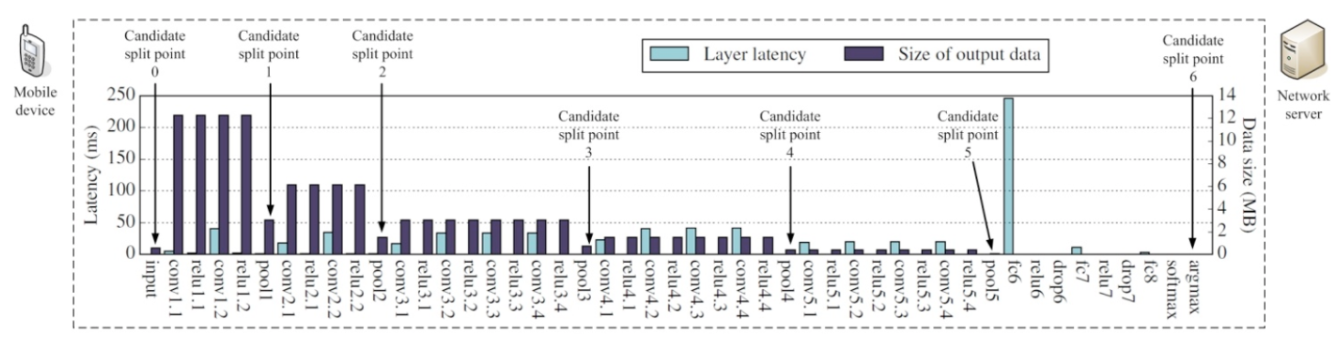 Mobile
device
Candidate
split point
0
Candidate
split point
1
Candidate
split point
2
Layer latency
Size of output data
Candidate
split point
6
Network
server
Candidate
split point
3
Candidate
split point
4
Candidate
split point
5
Latency (ms)
250
200
150
100
50
0
14
12
10
8
6
4
2
0
Data size (MB)
input
conv1.1
relu1.1
conv1.2
relu1.2
pool1
conv2.1
relu2.1
conv2.2
relu2.2
pool2
conv3.1
relu3.1
conv3.2
relu3.2
conv3.3
relu3.3
conv3.4
relu3.4
pool3
conv4.1
relu4.1
conv4.2
relu4.2
conv4.3
relu4.3
conv4.4
relu4.4
pool4
conv5.1
relu5.1
conv5.2
relu5.2
conv5.3
relu5.3
conv5.4
relu5.4
pool5
fc6
relu6
drop6
fc7
relu7
drop7
fc8
softmax
argmax